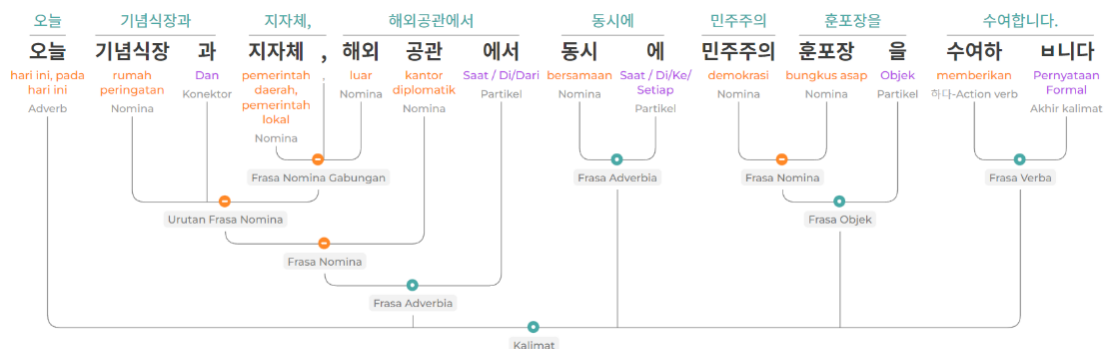 오늘 기념식장과 지자체, 해외공관에서 동시에 민주주의 훈포장을 수여합니다.
오늘 기념식장 과 지자체 , 해외 공관 에서 동시 에 민주주의 훈포장 을 수여하 ㅂ니다
hari ini, pada hari ini
Adverb
rumah peringatan
Nomina
Dan
Konektor
pemerintah daerah, pemerintah lokal
Nomina
luar
Nomina
kantor diplomatik
Nomina
Saat / Di/Dari
Partikel
bersamaan
Nomina
Saat / Di/Ke/ Setiap
Partikel
demokrasi
Nomina
bungkus asap
Nomina
Objek
Partikel
memberikan
하다-Action verb
Pernyataan Formal
Akhir kalimat
Frasa Nomina Gabungan
Frasa Adverbia
Frasa Nomina
Frasa Verba
Urutan Frasa Nomina
Frasa Objek
Frasa Nomina
Frasa Adverbia
Kalimat